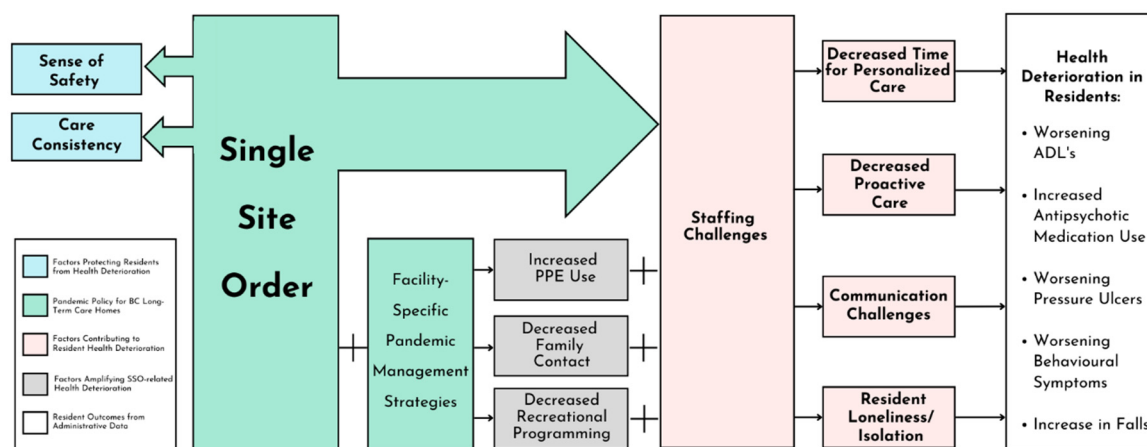 Sense of
Safety
Care
Consistency
Single
Site
Order
Factors Protecting Residents
from Health Deterioration
Pandemic Policy for BC Long-
Term Care Homes
Factors Contributing to
Resident Health Deterioration
Factors Amplifying SSO-related
Health Deterioration
Resident Outcomes from
Administrative Data
Facility-
Specific
Pandemic
Management
Strategies
Increased
PPE Use
Decreased
Family
Contact
Decreased
Recreational
Programming
Staffing
Challenges
Decreased Time
for Personalized
Care
Decreased
Proactive
Care
Communication
Challenges
Resident
Loneliness/
Isolation
Health
Deterioration in
Residents:
• Worsening
ADL's
• Increased
Antipsychotic
Medication Use
• Worsening
Pressure Ulcers
• Worsening
Behavioural
Symptoms
• Increase in Falls